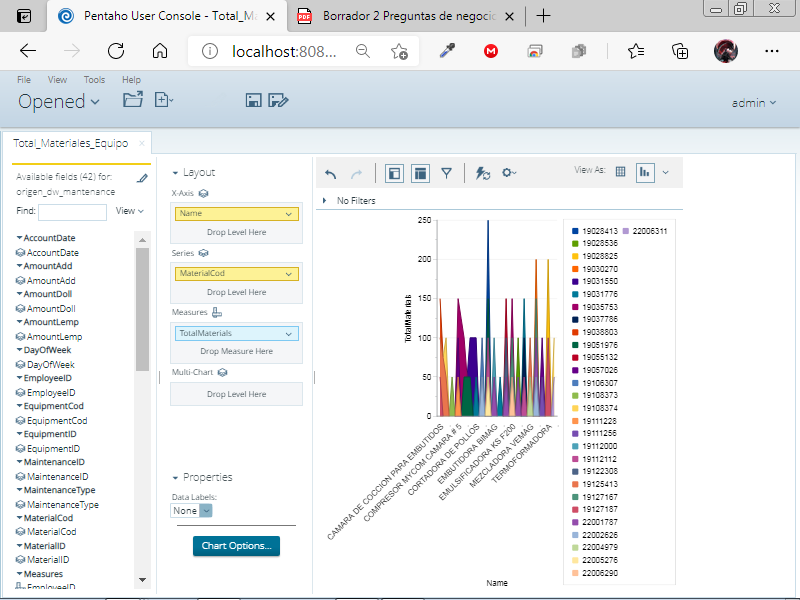 Pentaho User Console - Total_Ma
Borrador 2 Preguntas de negocio
localhost:808...
File View Tools Help
Opened
admin
Total_Materiales_Equipo
Available fields (42) for:
origen_dw_mantenance
Find:
View
AccountDate
AccountDate
AmountAdd
AmountAdd
AmountDoll
AmountDoll
AmountLemp
AmountLemp
DayOfWeek
DayOfWeek
EmployeeID
EmployeeID
EquipmentCod
EquipmentCod
EquipmentID
EquipmentID
MaintenanceID
MaintenanceID
MaintenanceType
MaintenanceType
MaterialCod
MaterialCod
MaterialID
MaterialID
Measures
EmployeeID
Layout
X-Axis
Name
Drop Level Here
Series
MaterialCod
Drop Level Here
Measures
TotalMaterials
Drop Measure Here
Multi-Chart
Drop Level Here
Properties
Data Labels:
None
Chart Options...
View As:
No Filters
TotalMaterials
250
200
150
100
50
0
CAMARA DE COCCION PARA EMBUTIDOS
COMPRESOR MYCOM CAMARA # 5
CORTADORA DE POLLOS
EMBUTIDORA BIMAG
EMULSIFICADORA KS F200
MEZCLADORA VEMAG
TERMOFORMADORA
Name
19028413 22006311
19028536
19028825
19030270
19031550
19031776
19035753
19037786
19038803
19051976
19055132
19057026
19106307
19108373
19108374
19111228
19111256
19112000
19112112
19122308
19125413
19127167
19127187
22001787
22002626
22004979
22005276
22006290